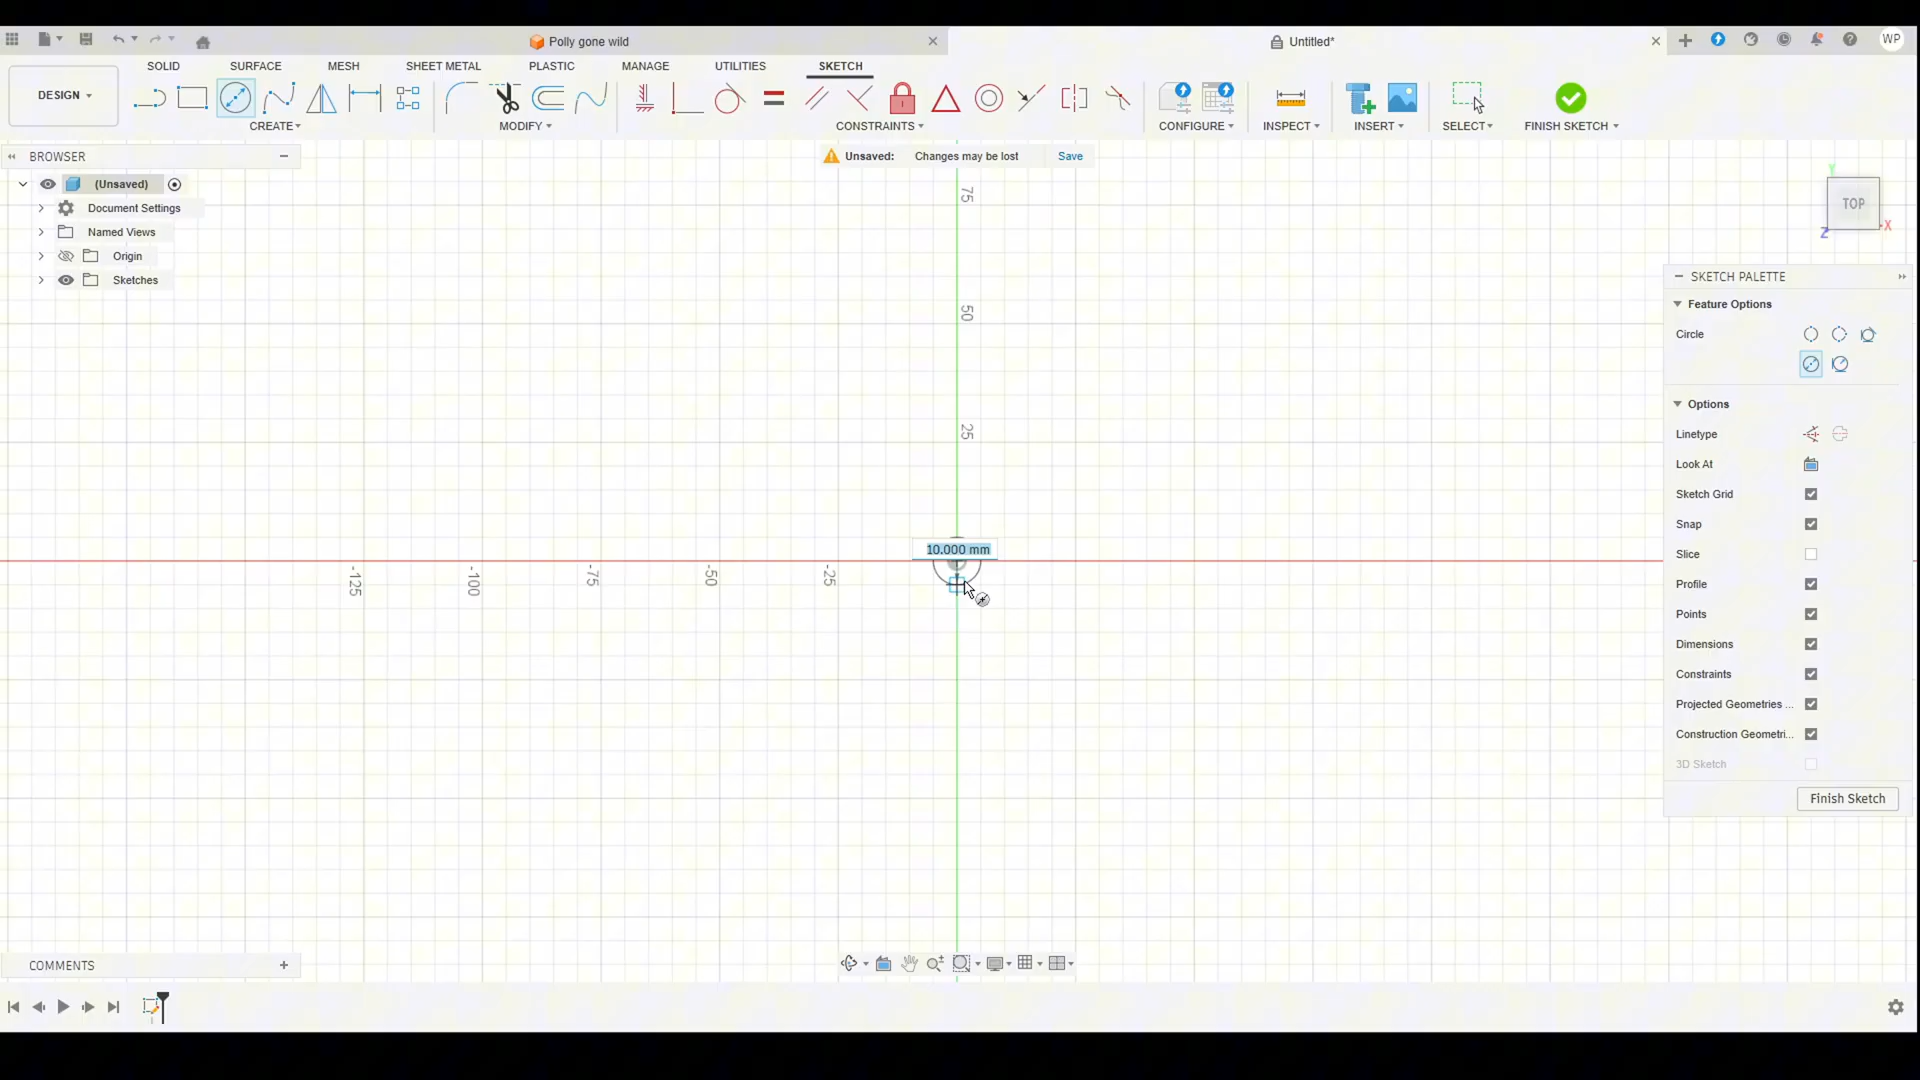 Polly gone wild
Untitled*
WP
DESIGN
SOLID
SURFACE
MESH
SHEET METAL
PLASTIC
MANAGE
UTILITIES
SKETCH
CREATE
MODIFY
CONSTRAINTS
CONFIGURE
INSPECT
INSERT
SELECT
FINISH SKETCH
BROWSER
Unsaved: Changes may be lost Save
(Unsaved)
Document Settings
Named Views
Origin
Sketches
75
50
25
TOP
Y
X
Z
SKETCH PALETTE
Feature Options
Circle
Options
Linetype
Look At
Sketch Grid
Snap
Slice
Profile
Points
Dimensions
Constraints
Projected Geometries ...
Construction Geometri...
3D Sketch
Finish Sketch
10.000 mm
-125
-100
-75
-50
-25
COMMENTS